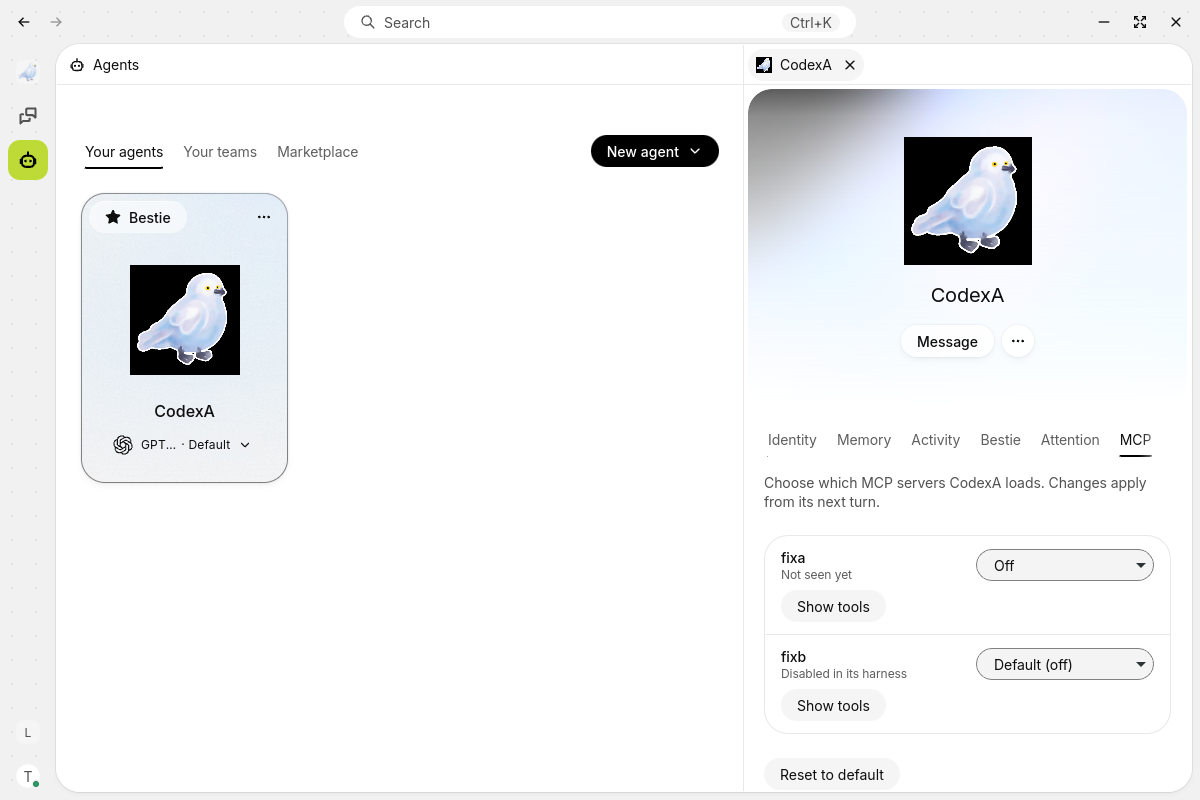 Search
Ctrl+K
Agents
CodexA
Your agents
Your teams
Marketplace
New agent
Bestie
CodexA
GPT... · Default
L
T
CodexA
Message
Identity
Memory
Activity
Bestie
Attention
MCP
Choose which MCP servers CodexA loads. Changes apply
from its next turn.
fixa
Not seen yet
Off
Show tools
fixb
Disabled in its harness
Default (off)
Show tools
Reset to default